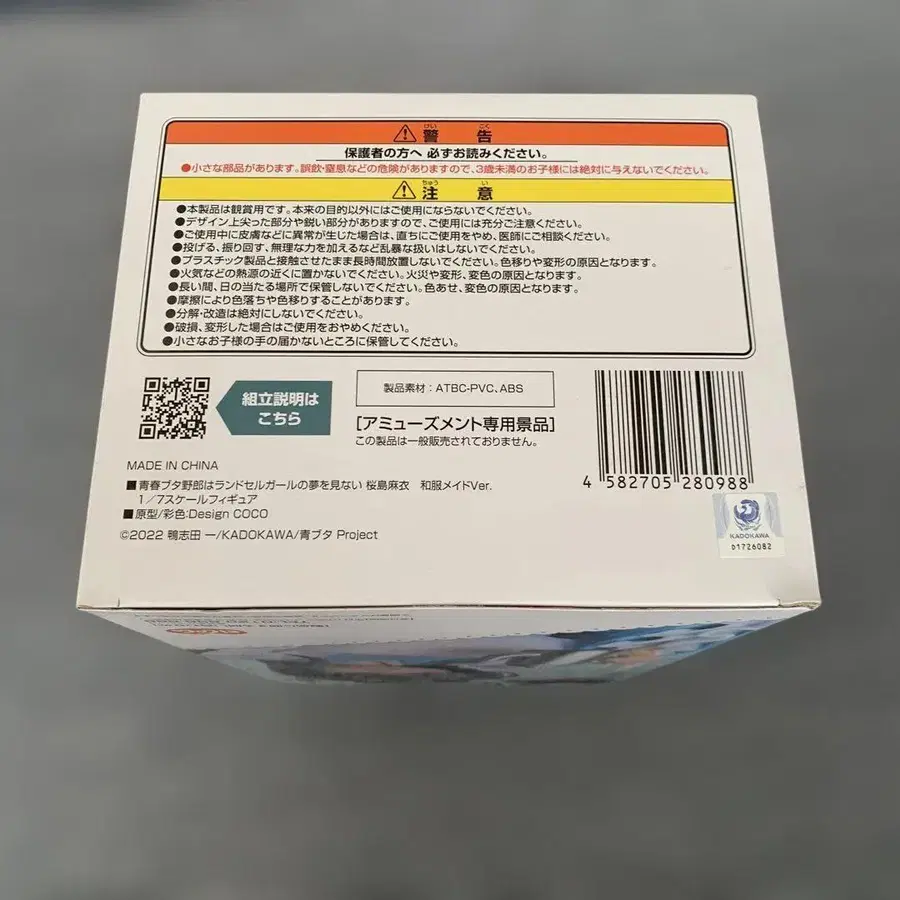 警告
けい こく
保護者の方へ 必ずお読みください。
●小さな部品があります。誤飲・窒息などの危険がありますので、3歳未満のお子様には絶対に与えないでください。
注意
ちゅう い
●本製品は観賞用です。本来の目的以外にはご使用にならないでください。
●デザイン上尖った部分や鋭い部分がありますので、ご使用には充分ご注意ください。
●ご使用中に皮膚などに異常が生じた場合は、直ちにご使用をやめ、医師にご相談ください。
●投げる、振り回す、無理な力を加えるなど乱暴な扱いはしないでください。
●プラスチック製品と接触させたまま長時間放置しないでください。色移りや変形の原因となります。
●火気などの熱源の近くに置かないでください。火災や変形、変色の原因となります。
●長い間、日の当たる場所で保管しないでください。色あせ、変色の原因となります。
●摩擦により色落ちや色移りすることがあります。
●分解・改造は絶対にしないでください。
●破損、変形した場合はご使用をおやめください。
●小さなお子様の手の届かないところに保管してください。
組立説明は
こちら
製品素材：ATBC-PVC、ABS
[アミューズメント専用景品]
この製品は一般販売されておりません。
4 582705 280988
MADE IN CHINA
■青春ブタ野郎はランドセルガールの夢を見ない 桜島麻衣 和服メイドVer.
1／7スケールフィギュア
■原型/彩色:Design COCO
©2022 鴨志田 一/KADOKAWA/青ブタ Project
KADOKAWA
01726082